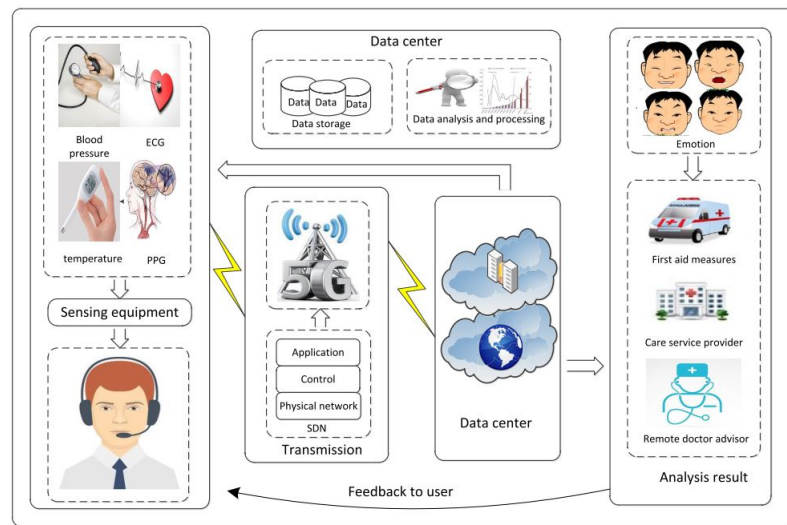 Blood
pressure
ECG
temperature
PPG
Sensing equipment
Data center
Data
Data
Data
Data storage
Data analysis and processing
5G
Application
Control
Physical network
SDN
Transmission
Data center
Emotion
First aid measures
Care service provider
Remote doctor advisor
Analysis result
Feedback to user